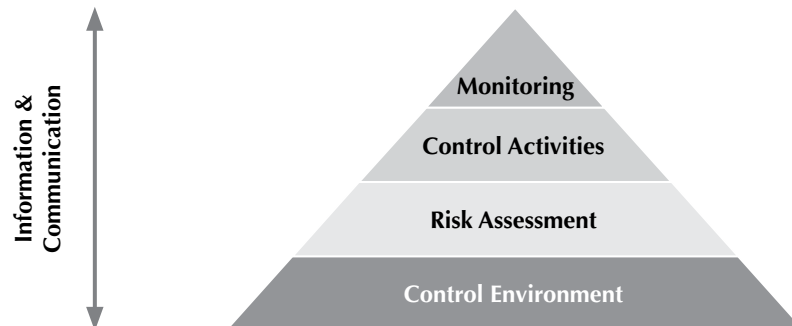 Information &
Communication
Monitoring
Control Activities
Risk Assessment
Control Environment